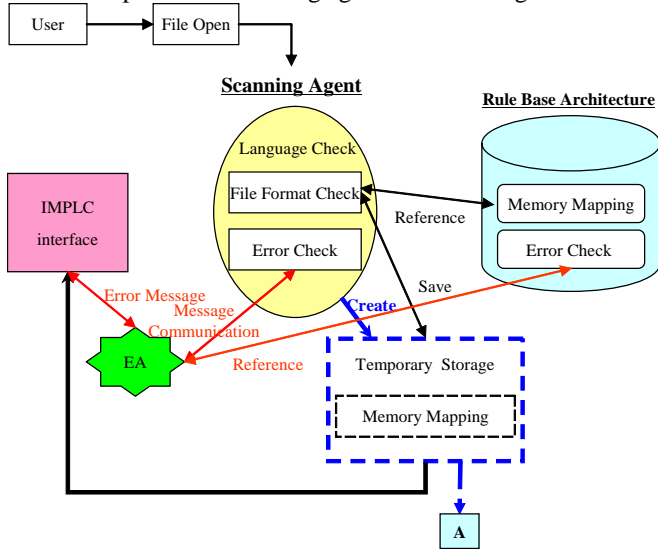 User
File Open
Scanning Agent
Rule Base Architecture
Language Check
File Format Check
Error Check
IMPLC
interface
Reference
Memory Mapping
Error Check
Save
Error Message
Message
Communication
Create
EA
Reference
Temporary Storage
Memory Mapping
A